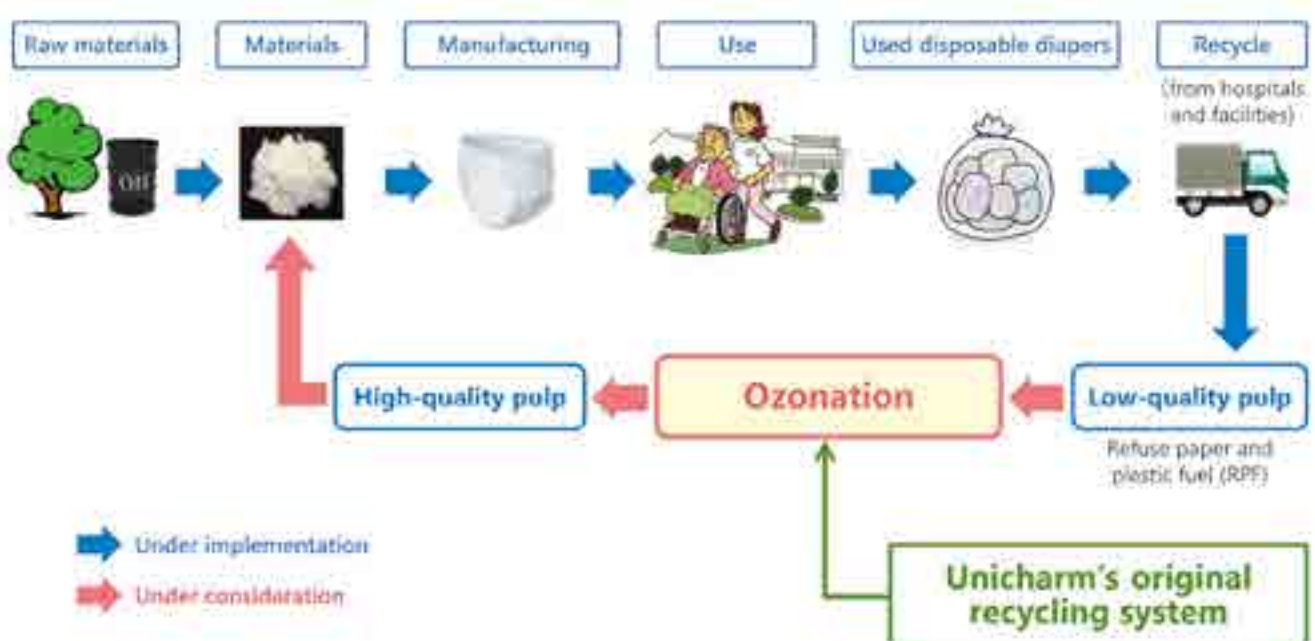 Raw materials
Materials
Manufacturing
Use
Used disposable diapers
Recycle
(from hospitals
and facilities)
Oil
High-quality pulp
Ozonation
Low-quality pulp
Refuse paper and
plastic fuel (RPF)
Under implementation
Under consideration
Unicharm's original
recycling system